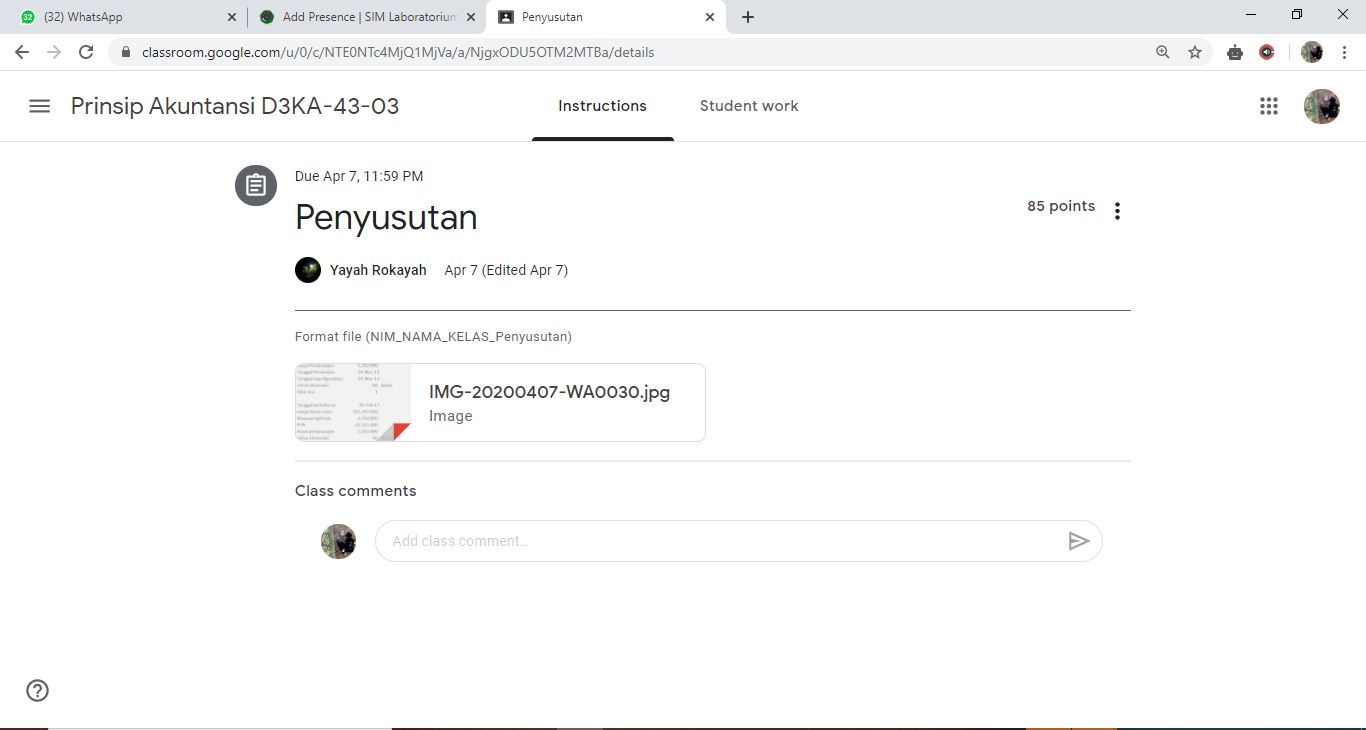 32
(32) WhatsApp
Add Presence | SIM Laboratorium
Penyusutan
classroom.google.com/u/0/c/NTE0NTc4MjQ1MjVa/a/NjgxODU5OTM2MTBa/details
Prinsip Akuntansi D3KA-43-03
Instructions
Student work
Due Apr 7, 11:59 PM
Penyusutan
85 points
Yayah Rokayah
Apr 7 (Edited Apr 7)
Format file (NIM_NAMA_KELAS_Penyusutan)
IMG-20200407-WA0030.jpg
Image
Class comments
Add class comment...